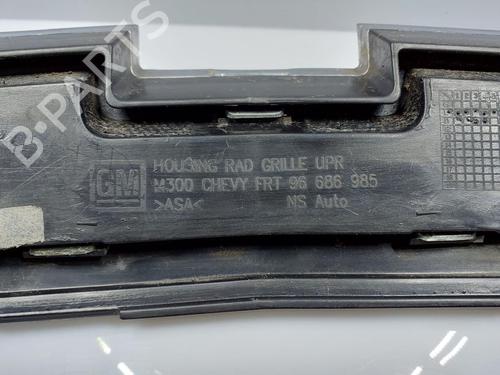 B-PARTS
GM
HOUSING RAD GRILLE UPR
M300 CHEVY FRT 96 686 985
>ASA<
NS Auto